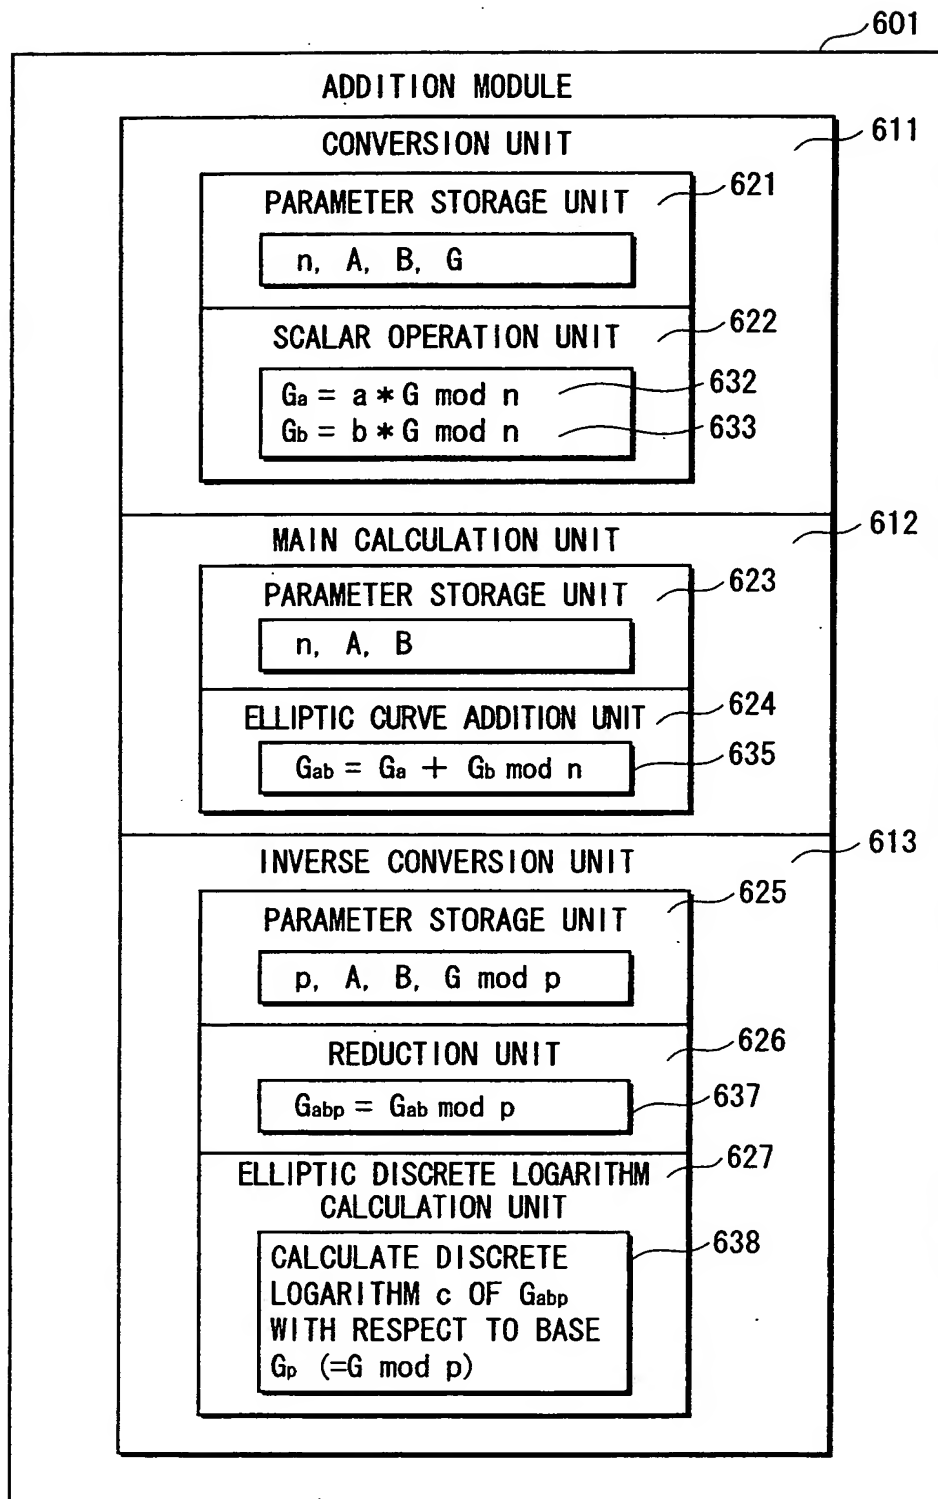 601
ADDITION MODULE
CONVERSION UNIT
611
PARAMETER STORAGE UNIT
621
n, A, B, G
SCALAR OPERATION UNIT
622
Ga = a * G mod n
632
Gb = b * G mod n
633
MAIN CALCULATION UNIT
612
PARAMETER STORAGE UNIT
623
n, A, B
ELLIPTIC CURVE ADDITION UNIT
624
Gab = Ga + Gb mod n
635
INVERSE CONVERSION UNIT
613
PARAMETER STORAGE UNIT
625
p, A, B, G mod p
REDUCTION UNIT
626
Gabp = Gab mod p
637
ELLIPTIC DISCRETE LOGARITHM
627
CALCULATION UNIT
CALCULATE DISCRETE
638
LOGARITHM c OF Gabp
WITH RESPECT TO BASE
Gp (=G mod p)